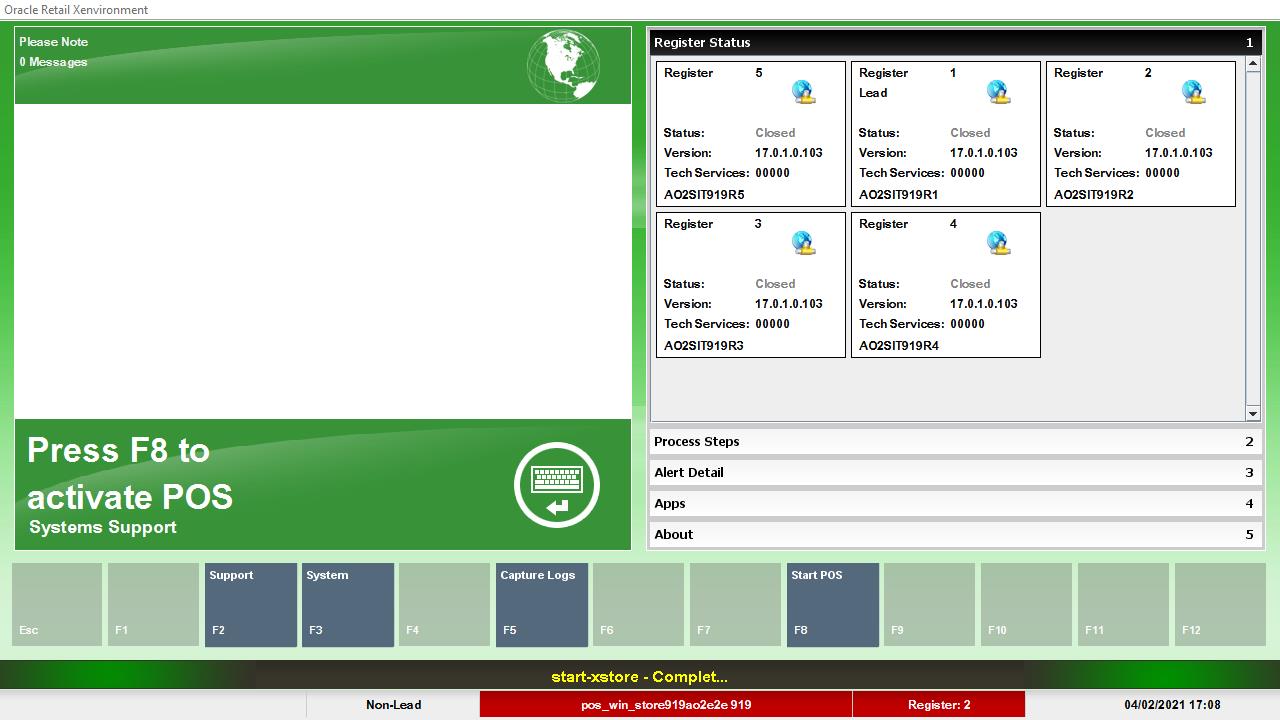 Oracle Retail Xenvironment
Please Note
0 Messages
Press F8 to
activate POS
Systems Support
Register Status 1
Register 5
Status: Closed
Version: 17.0.1.0.103
Tech Services: 00000
AO2SIT919R5
Register 1
Lead
Status: Closed
Version: 17.0.1.0.103
Tech Services: 00000
AO2SIT919R1
Register 2
Status: Closed
Version: 17.0.1.0.103
Tech Services: 00000
AO2SIT919R2
Register 3
Status: Closed
Version: 17.0.1.0.103
Tech Services: 00000
AO2SIT919R3
Register 4
Status: Closed
Version: 17.0.1.0.103
Tech Services: 00000
AO2SIT919R4
Process Steps 2
Alert Detail 3
Apps 4
About 5
Esc
F1
Support
F2
System
F3
F4
Capture Logs
F5
F6
F7
Start POS
F8
F9
F10
F11
F12
start-xstore - Complet...
Non-Lead
pos_win_store919ao2e2e 919
Register: 2
04/02/2021 17:08